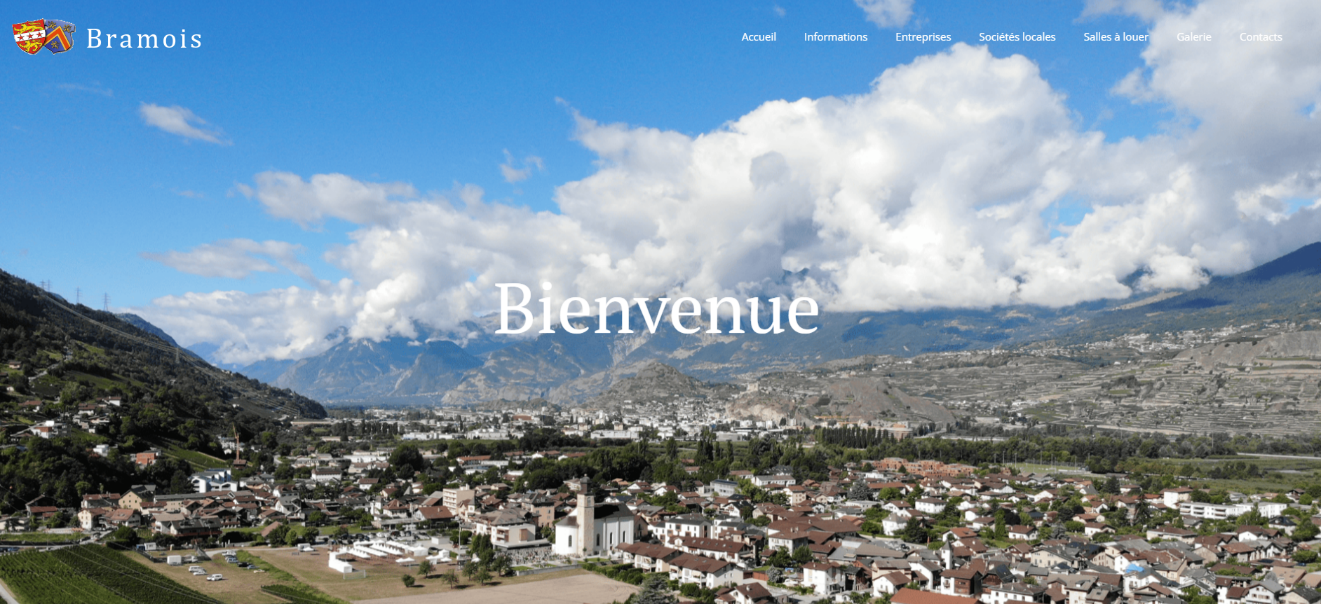 Bramois
Accueil Informations Entreprises Sociétés locales Salles à louer Galerie Contacts
Bienvenue